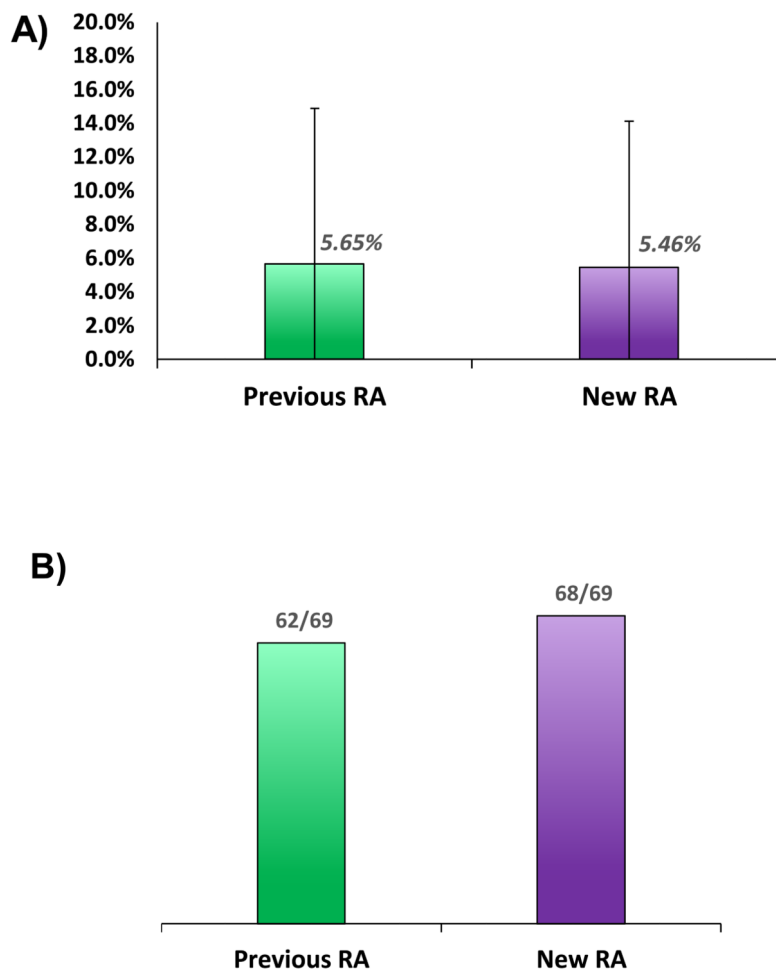 A)
20.0%
18.0%
16.0%
14.0%
12.0%
10.0%
8.0%
6.0%
4.0%
2.0%
0.0%
5.65%
5.46%
Previous RA
New RA
B)
62/69
68/69
Previous RA
New RA